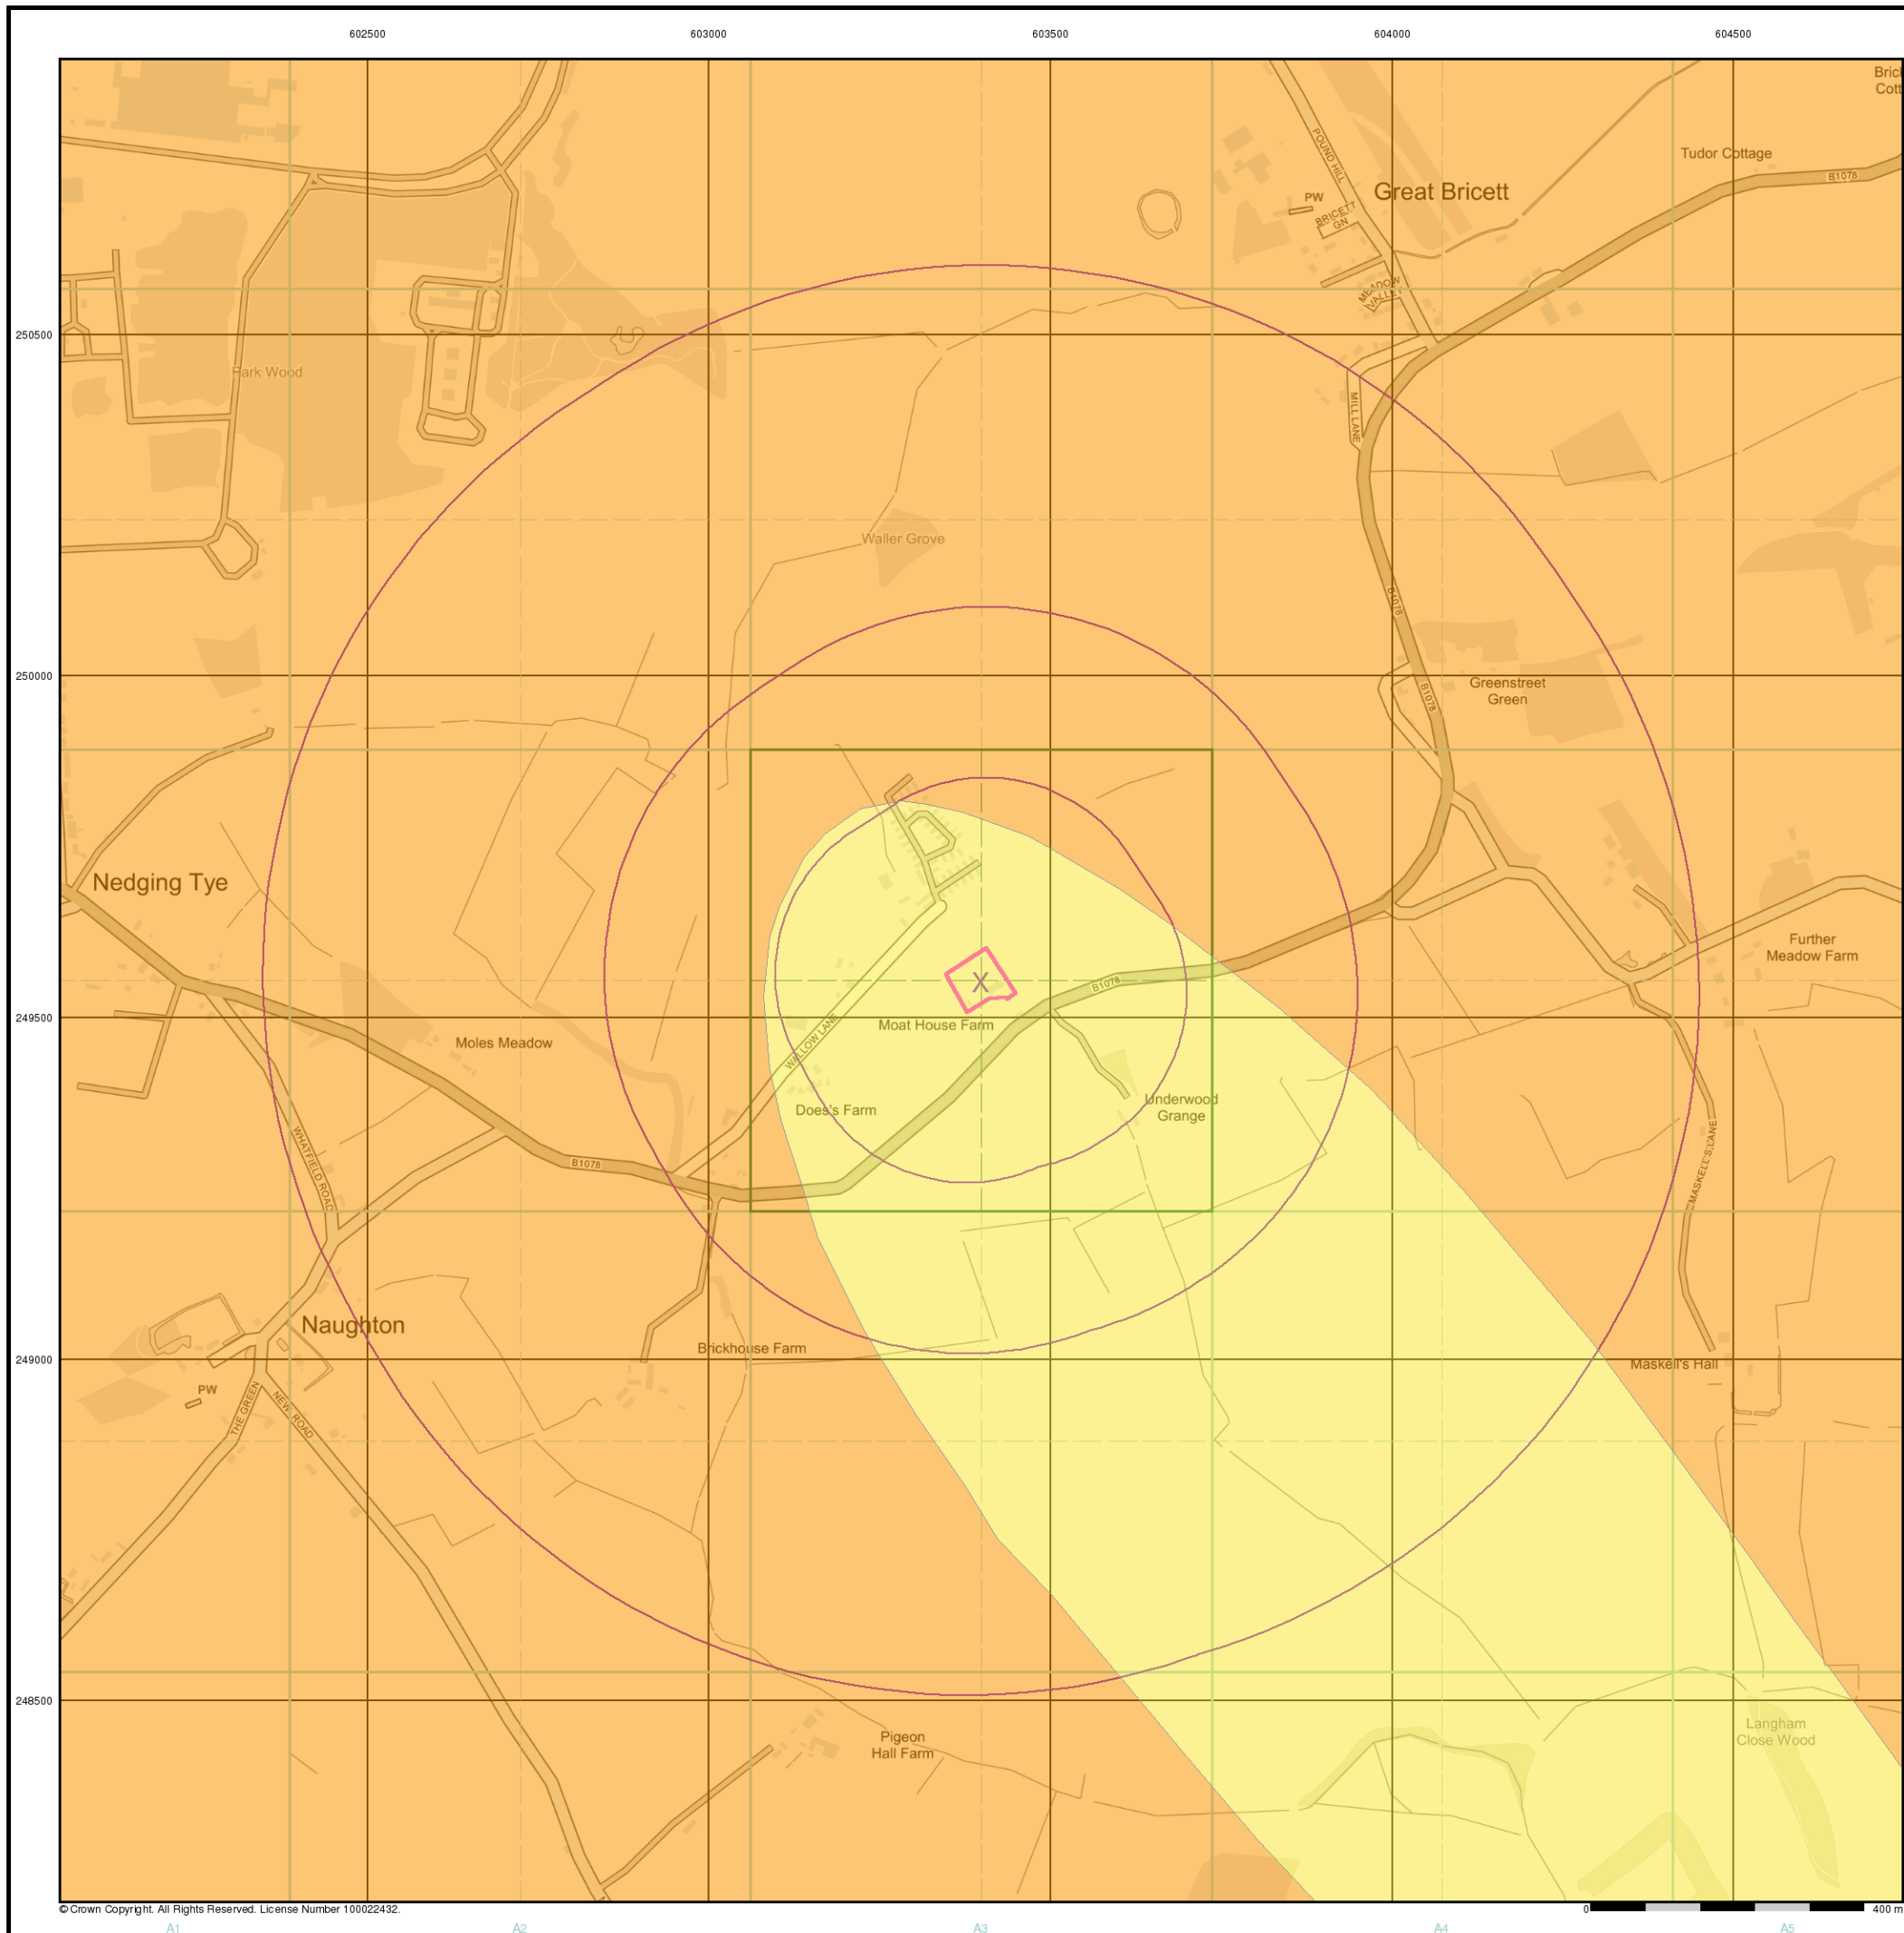 602500
603000
603500
604000
604500
Brick
Cott
POUND HILL
Tudor Cottage
B1078
Great Bricett
PW
BRICETT
GN
MEADOW
VALLEY
250500
Park Wood
MILL LANE
Waller Grove
B1078
250000
Greenstreet
Green
B1078
Nedging Tye
Further
Meadow Farm
X
B1078
249500
Moat House Farm
Moles Meadow
WALLOW LANE
Does's Farm
Underwood
Grange
WHATFIELD ROAD
B1078
MASKELL'S LANE
Naughton
Brickhouse Farm
249000
Maskell's Hall
PW
THE GREEN
NEW ROAD
248500
Pigeon
Hall Farm
Langham
Close Wood
© Crown Copyright. All Rights Reserved. License Number 100022432.
0
400 m
A1
A2
A3
A4
A5